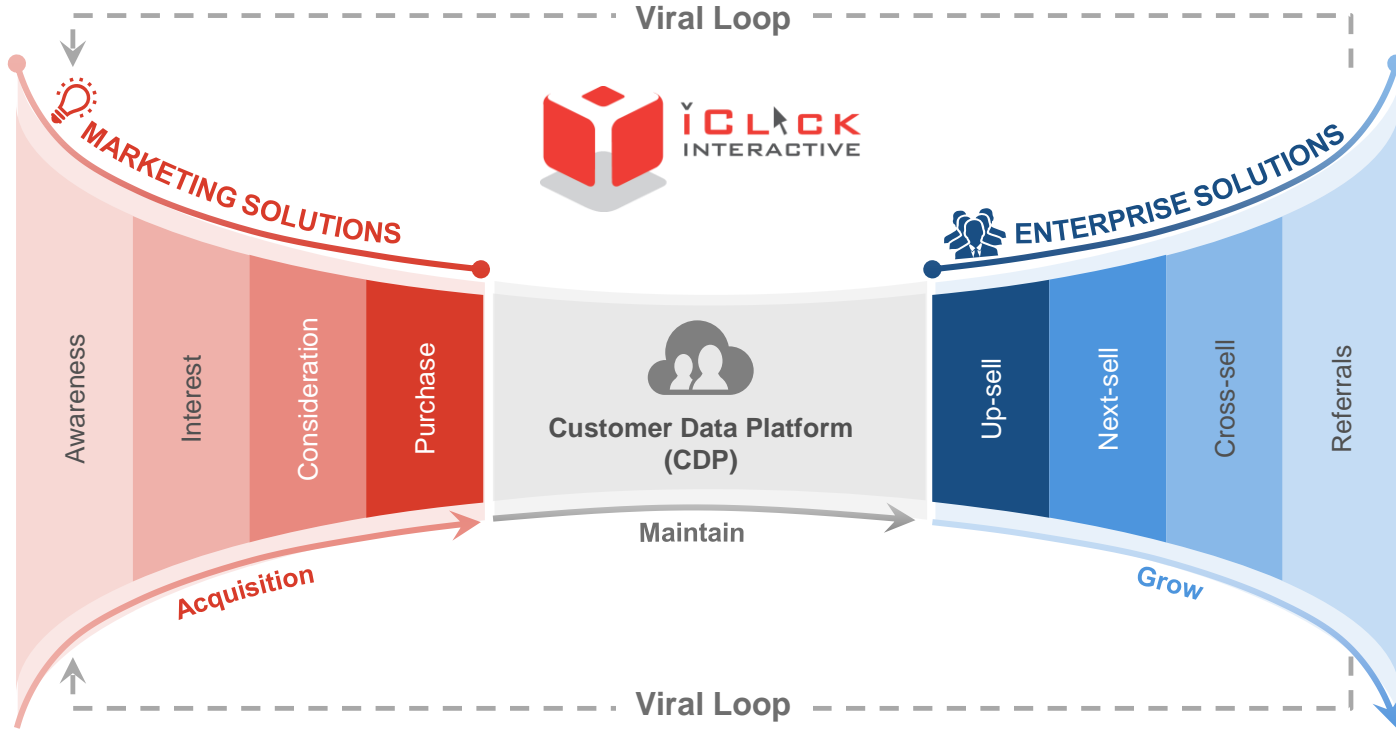 Viral Loop
iCLICK
INTERACTIVE
MARKETING SOLUTIONS
ENTERPRISE SOLUTIONS
Awareness
Interest
Consideration
Purchase
Customer Data Platform
(CDP)
Up-sell
Next-sell
Cross-sell
Referrals
Maintain
Acquisition
Grow
Viral Loop